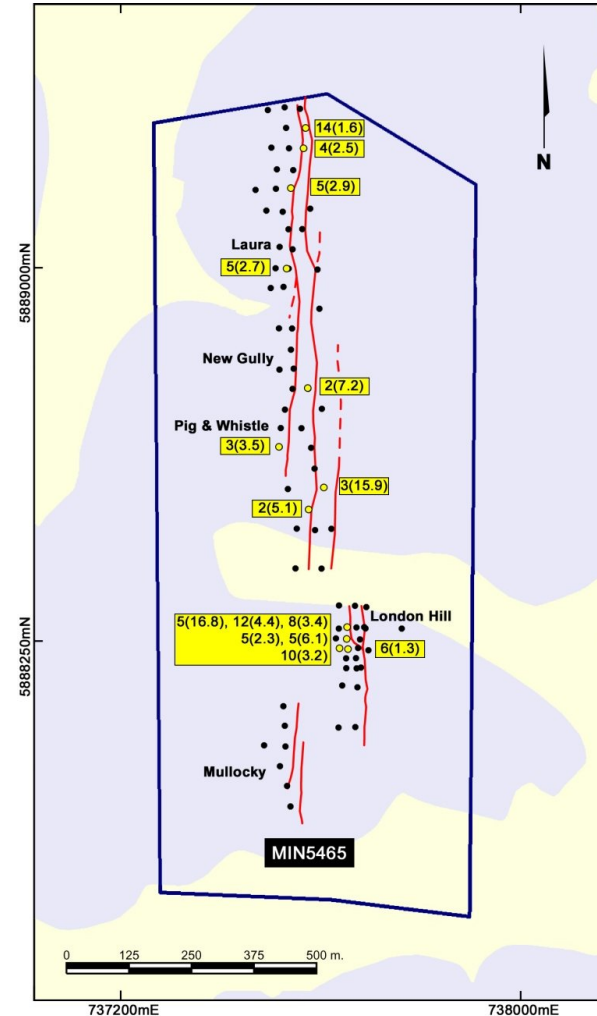 14(1.6)
4(2.5)
N
5(2.9)
Laura
5(2.7)
5889000mN
New Gully
2(7.2)
Pig & Whistle
3(3.5)
3(15.9)
2(5.1)
London Hill
5(16.8), 12(4.4), 8(3.4)
5(2.3), 5(6.1)
10(3.2)
6(1.3)
5888250mN
Mullocky
MIN5465
0 125 250 375 500 m.
737200mE 738000mE